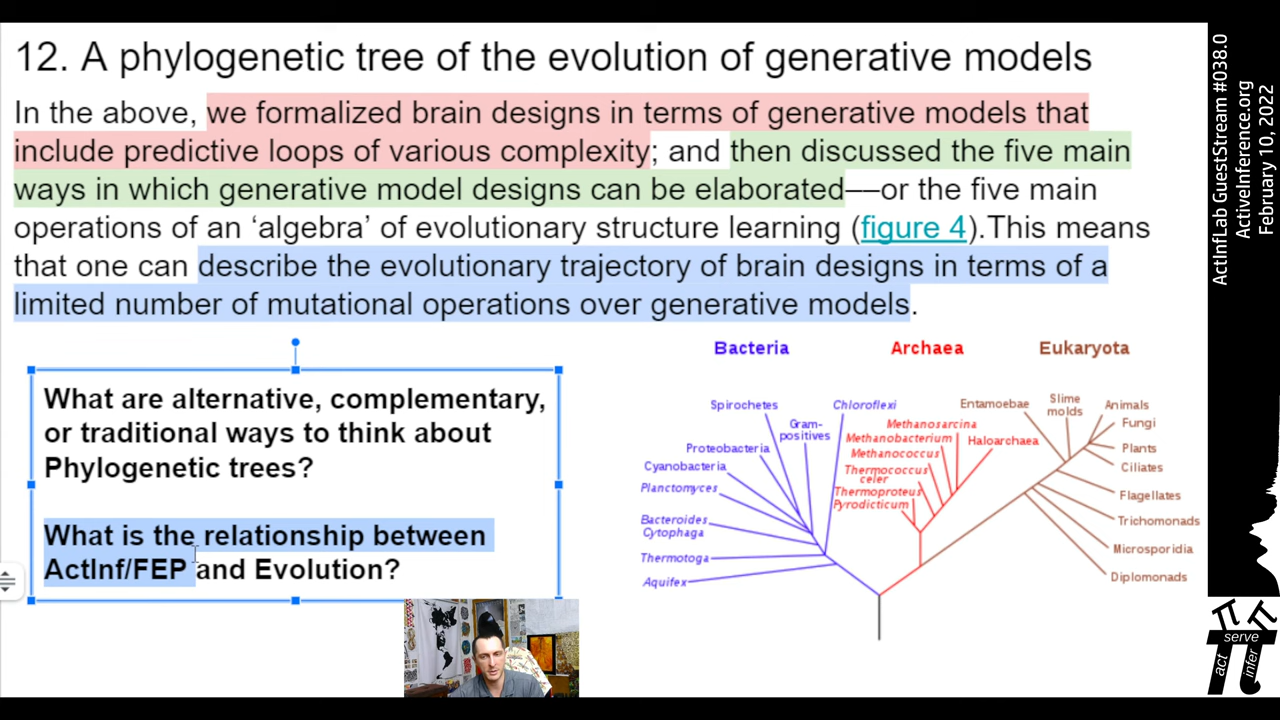 12. A phylogenetic tree of the evolution of generative models
In the above, we formalized brain designs in terms of generative models that
include predictive loops of various complexity; and then discussed the five main
ways in which generative model designs can be elaborated—or the five main
operations of an ‘algebra’ of evolutionary structure learning (figure 4).This means
that one can describe the evolutionary trajectory of brain designs in terms of a
limited number of mutational operations over generative models.
What are alternative, complementary,
or traditional ways to think about
Phylogenetic trees?
What is the relationship between
ActInf/FEP and Evolution?
Bacteria
Archaea
Eukaryota
Spirochetes
Gram-
positives
Chloroflexi
Proteobacteria
Cyanobacteria
Planctomyces
Bacteroides
Cytophaga
Thermotoga
Aquifex
Methanosarcina
Methanobacterium
Haloarchaea
Methanococcus
Thermococcus
celer
Thermoproteus
Pyrodicticum
Entamoebae
Slime
molds
Animals
Fungi
Plants
Ciliates
Flagellates
Trichomonads
Microsporidia
Diplomonads
ActInfLab GuestStream #038.0
ActiveInference.org
February 10, 2022
serve
act
infer